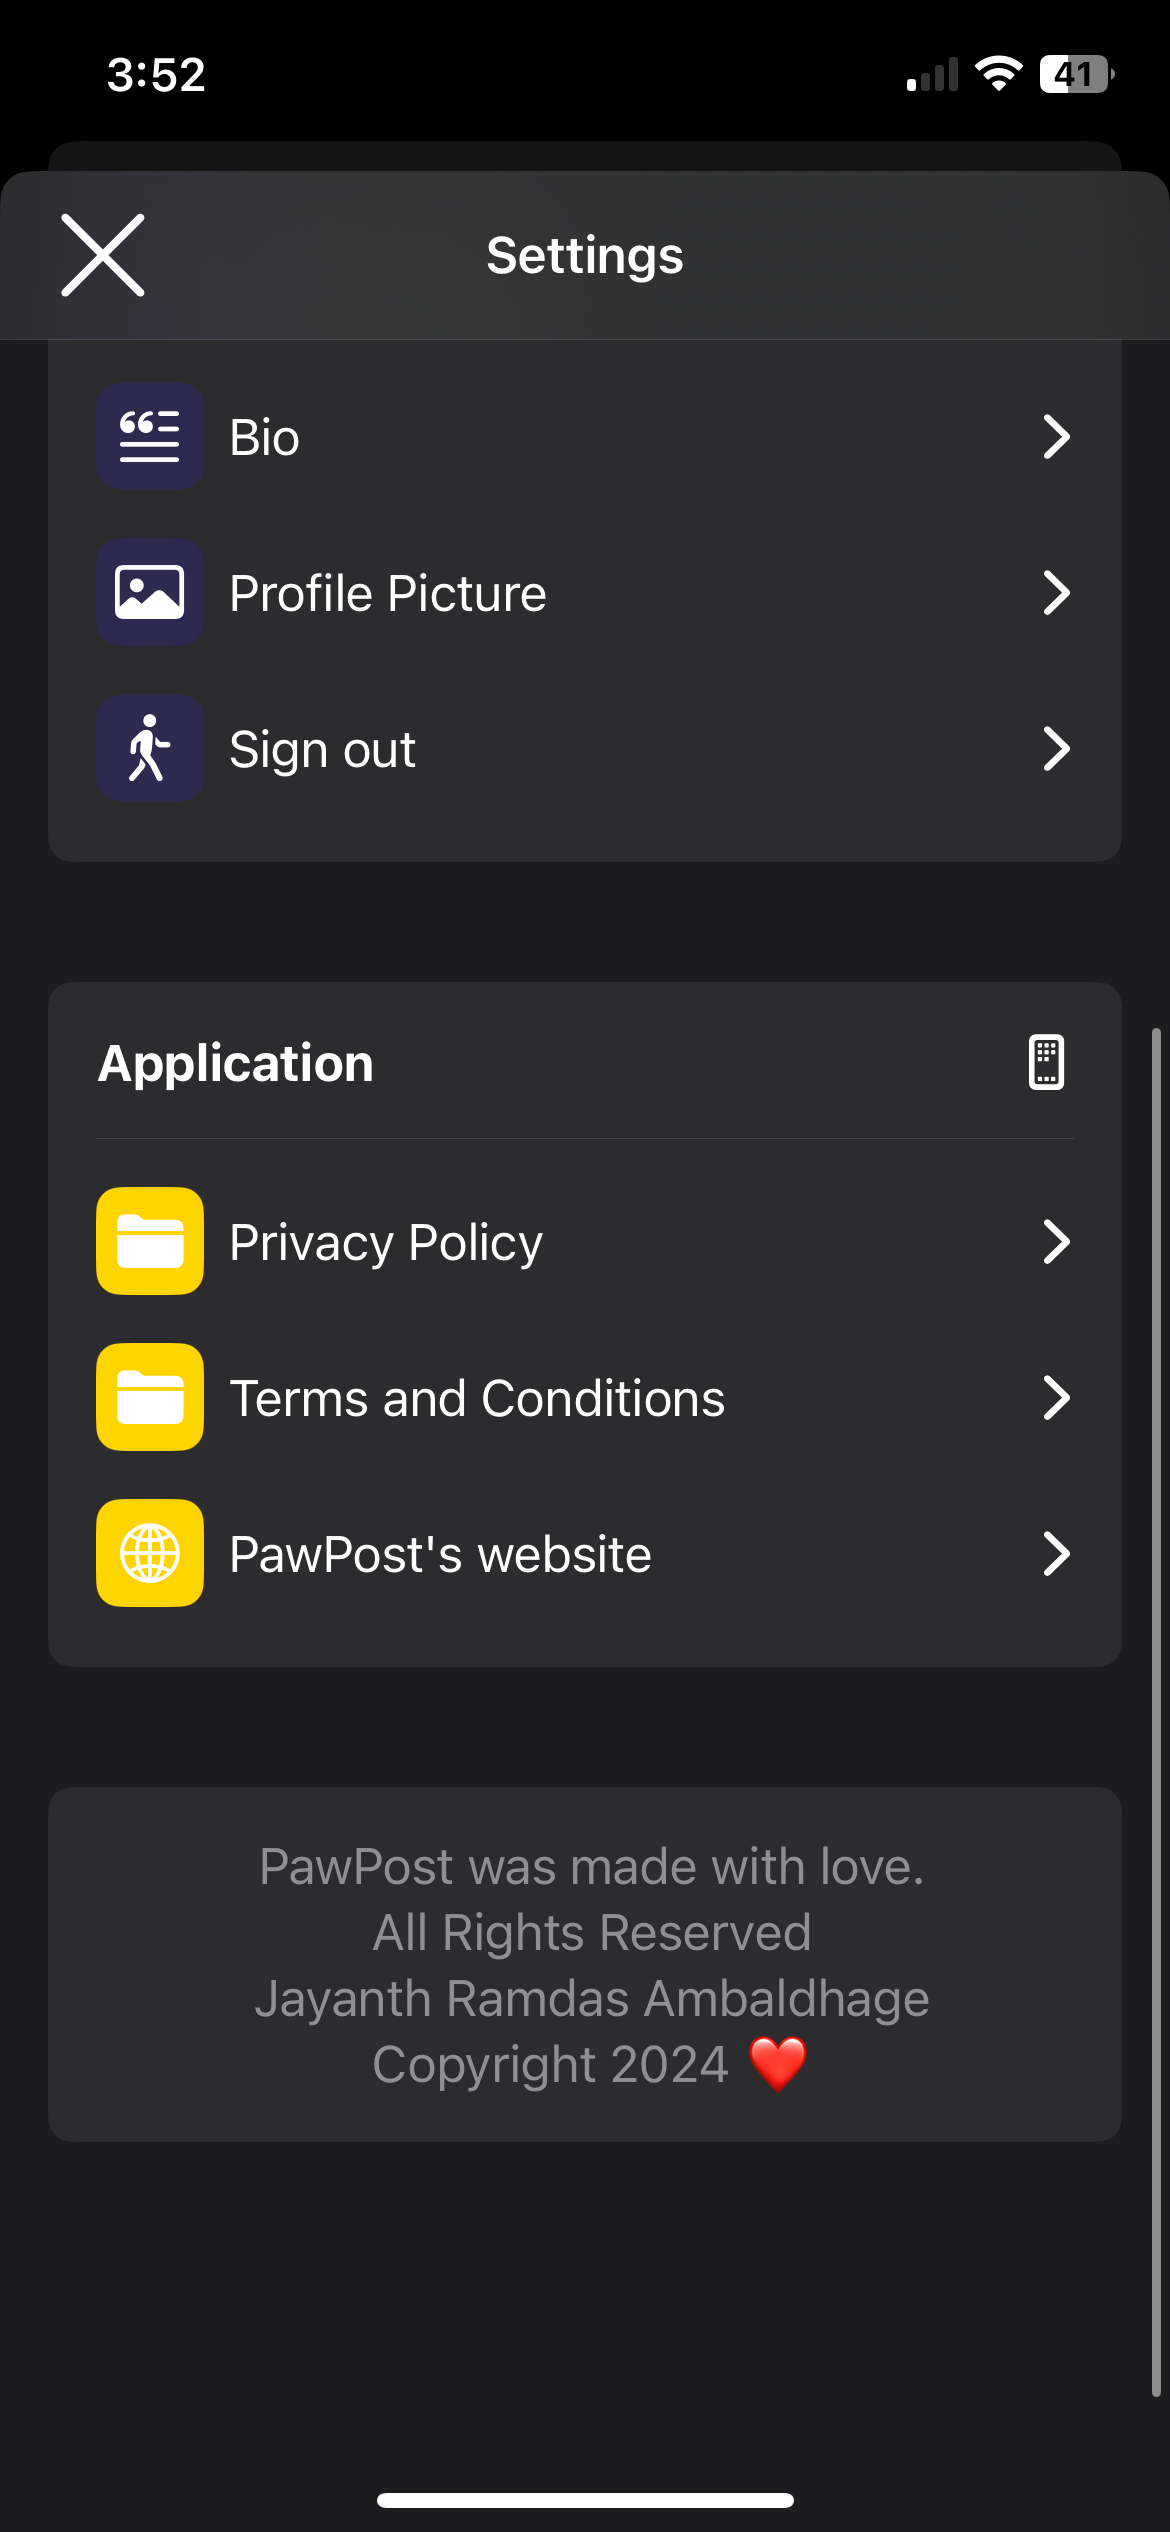 3:52
41
Settings
Bio
Profile Picture
Sign out
Application
Privacy Policy
Terms and Conditions
PawPost's website
PawPost was made with love.
All Rights Reserved
Jayanth Ramdas Ambaldhage
Copyright 2024 ❤️